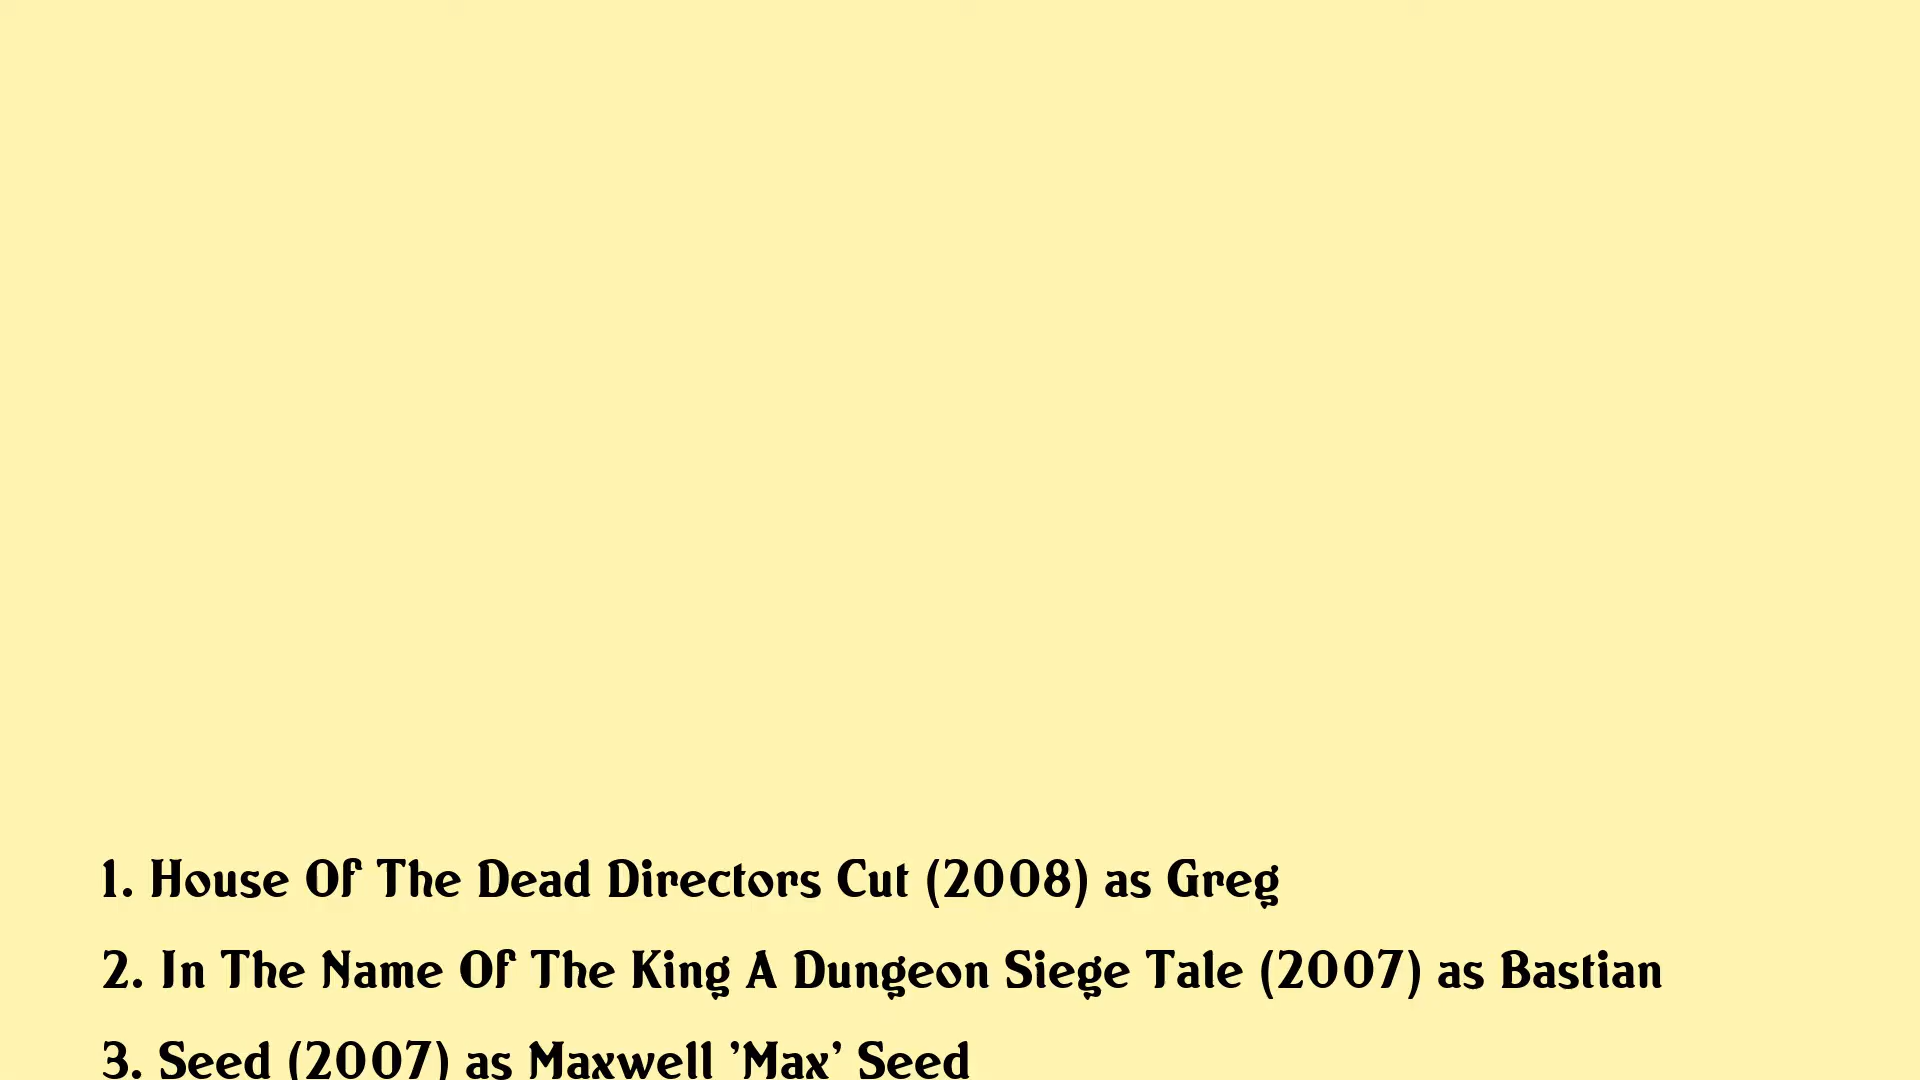 1. House Of The Dead Directors Cut (2008) as Greg
2. In The Name Of The King A Dungeon Siege Tale (2007) as Bastian
3. Seed (2007) as Maxwell 'Max' Seed